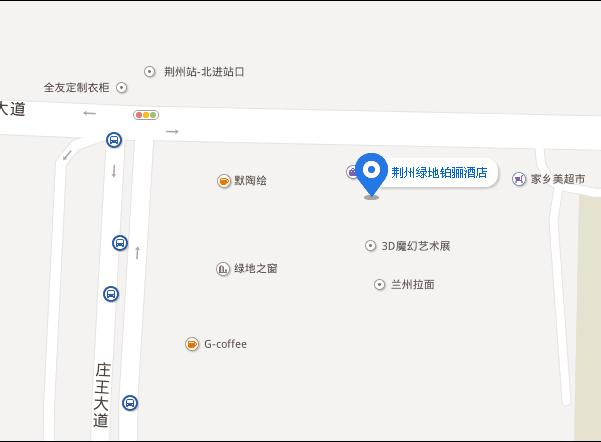 荆州站-北进站口
全友定制衣柜
大道
默陶绘
荆州绿地铂骊酒店
家乡美超市
3D魔幻艺术展
绿地之窗
兰州拉面
G-coffee
庄王大道